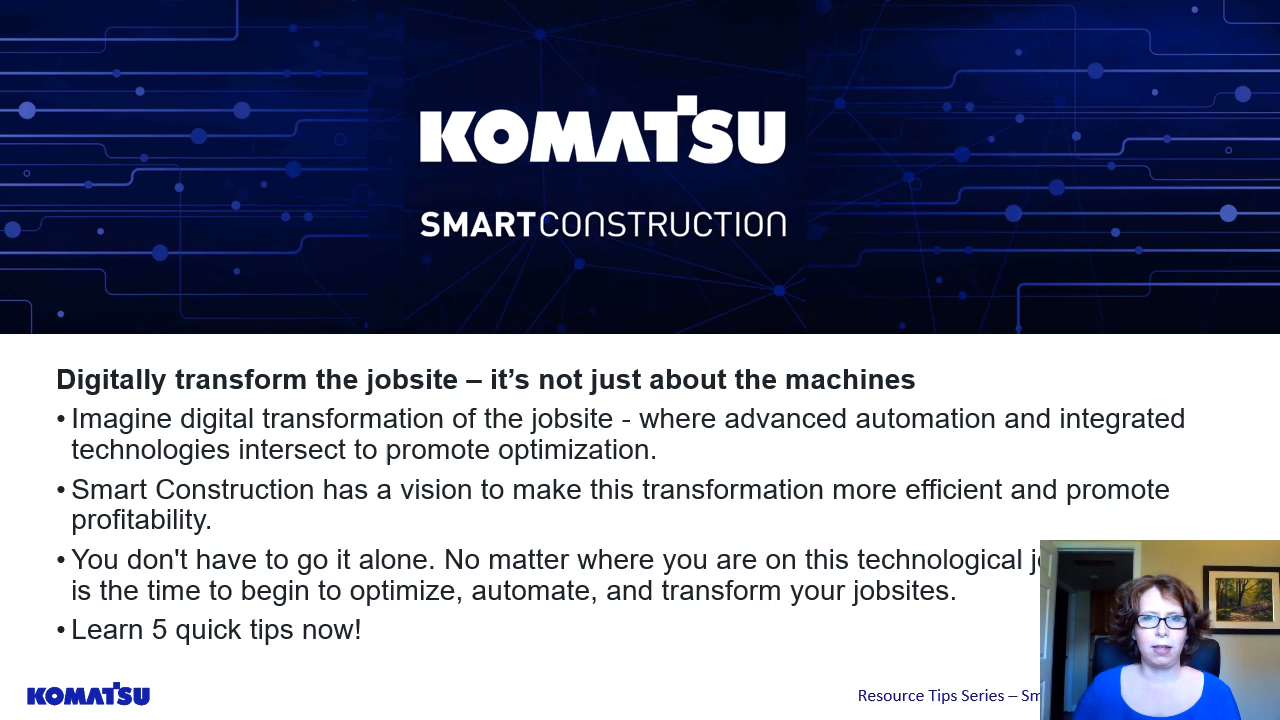 KOMATSU
SMARTCONSTRUCTION
Digitally transform the jobsite – it’s not just about the machines
• Imagine digital transformation of the jobsite - where advanced automation and integrated
technologies intersect to promote optimization.
• Smart Construction has a vision to make this transformation more efficient and promote
profitability.
• You don't have to go it alone. No matter where you are on this technological
is the time to begin to optimize, automate, and transform your jobsites.
• Learn 5 quick tips now!
KOMATSU
Resource Tips Series –